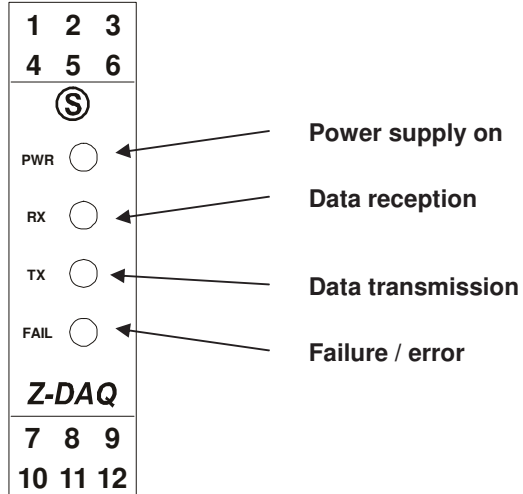 1 2 3
4 5 6
S
PWR
Power supply on
RX
Data reception
TX
Data transmission
FAIL
Failure / error
Z-DAQ
7 8 9
10 11 12